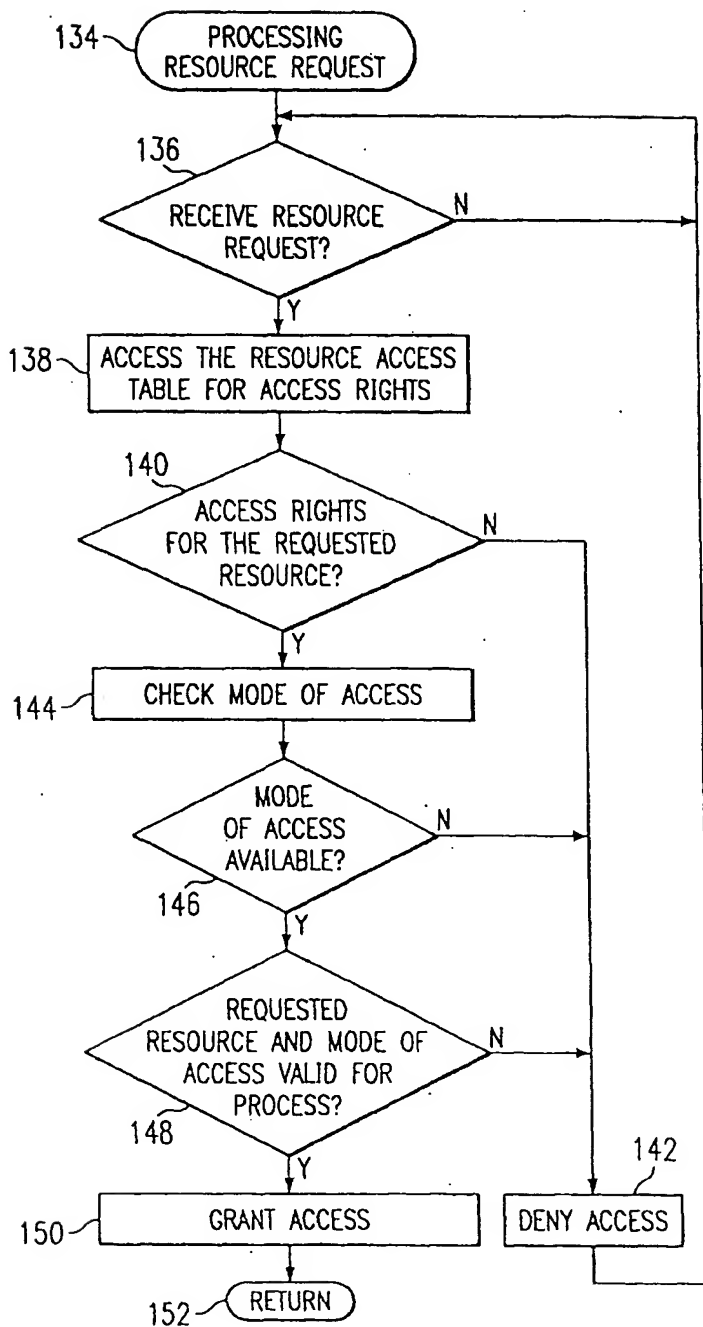 134
PROCESSING
RESOURCE REQUEST
136
RECEIVE RESOURCE
REQUEST?
N
Y
138
ACCESS THE RESOURCE ACCESS
TABLE FOR ACCESS RIGHTS
140
ACCESS RIGHTS
FOR THE REQUESTED
RESOURCE?
N
Y
144
CHECK MODE OF ACCESS
MODE
OF ACCESS
AVAILABLE?
N
146
Y
REQUESTED
RESOURCE AND MODE OF
ACCESS VALID FOR
PROCESS?
N
148
Y
142
150
GRANT ACCESS
DENY ACCESS
152
RETURN